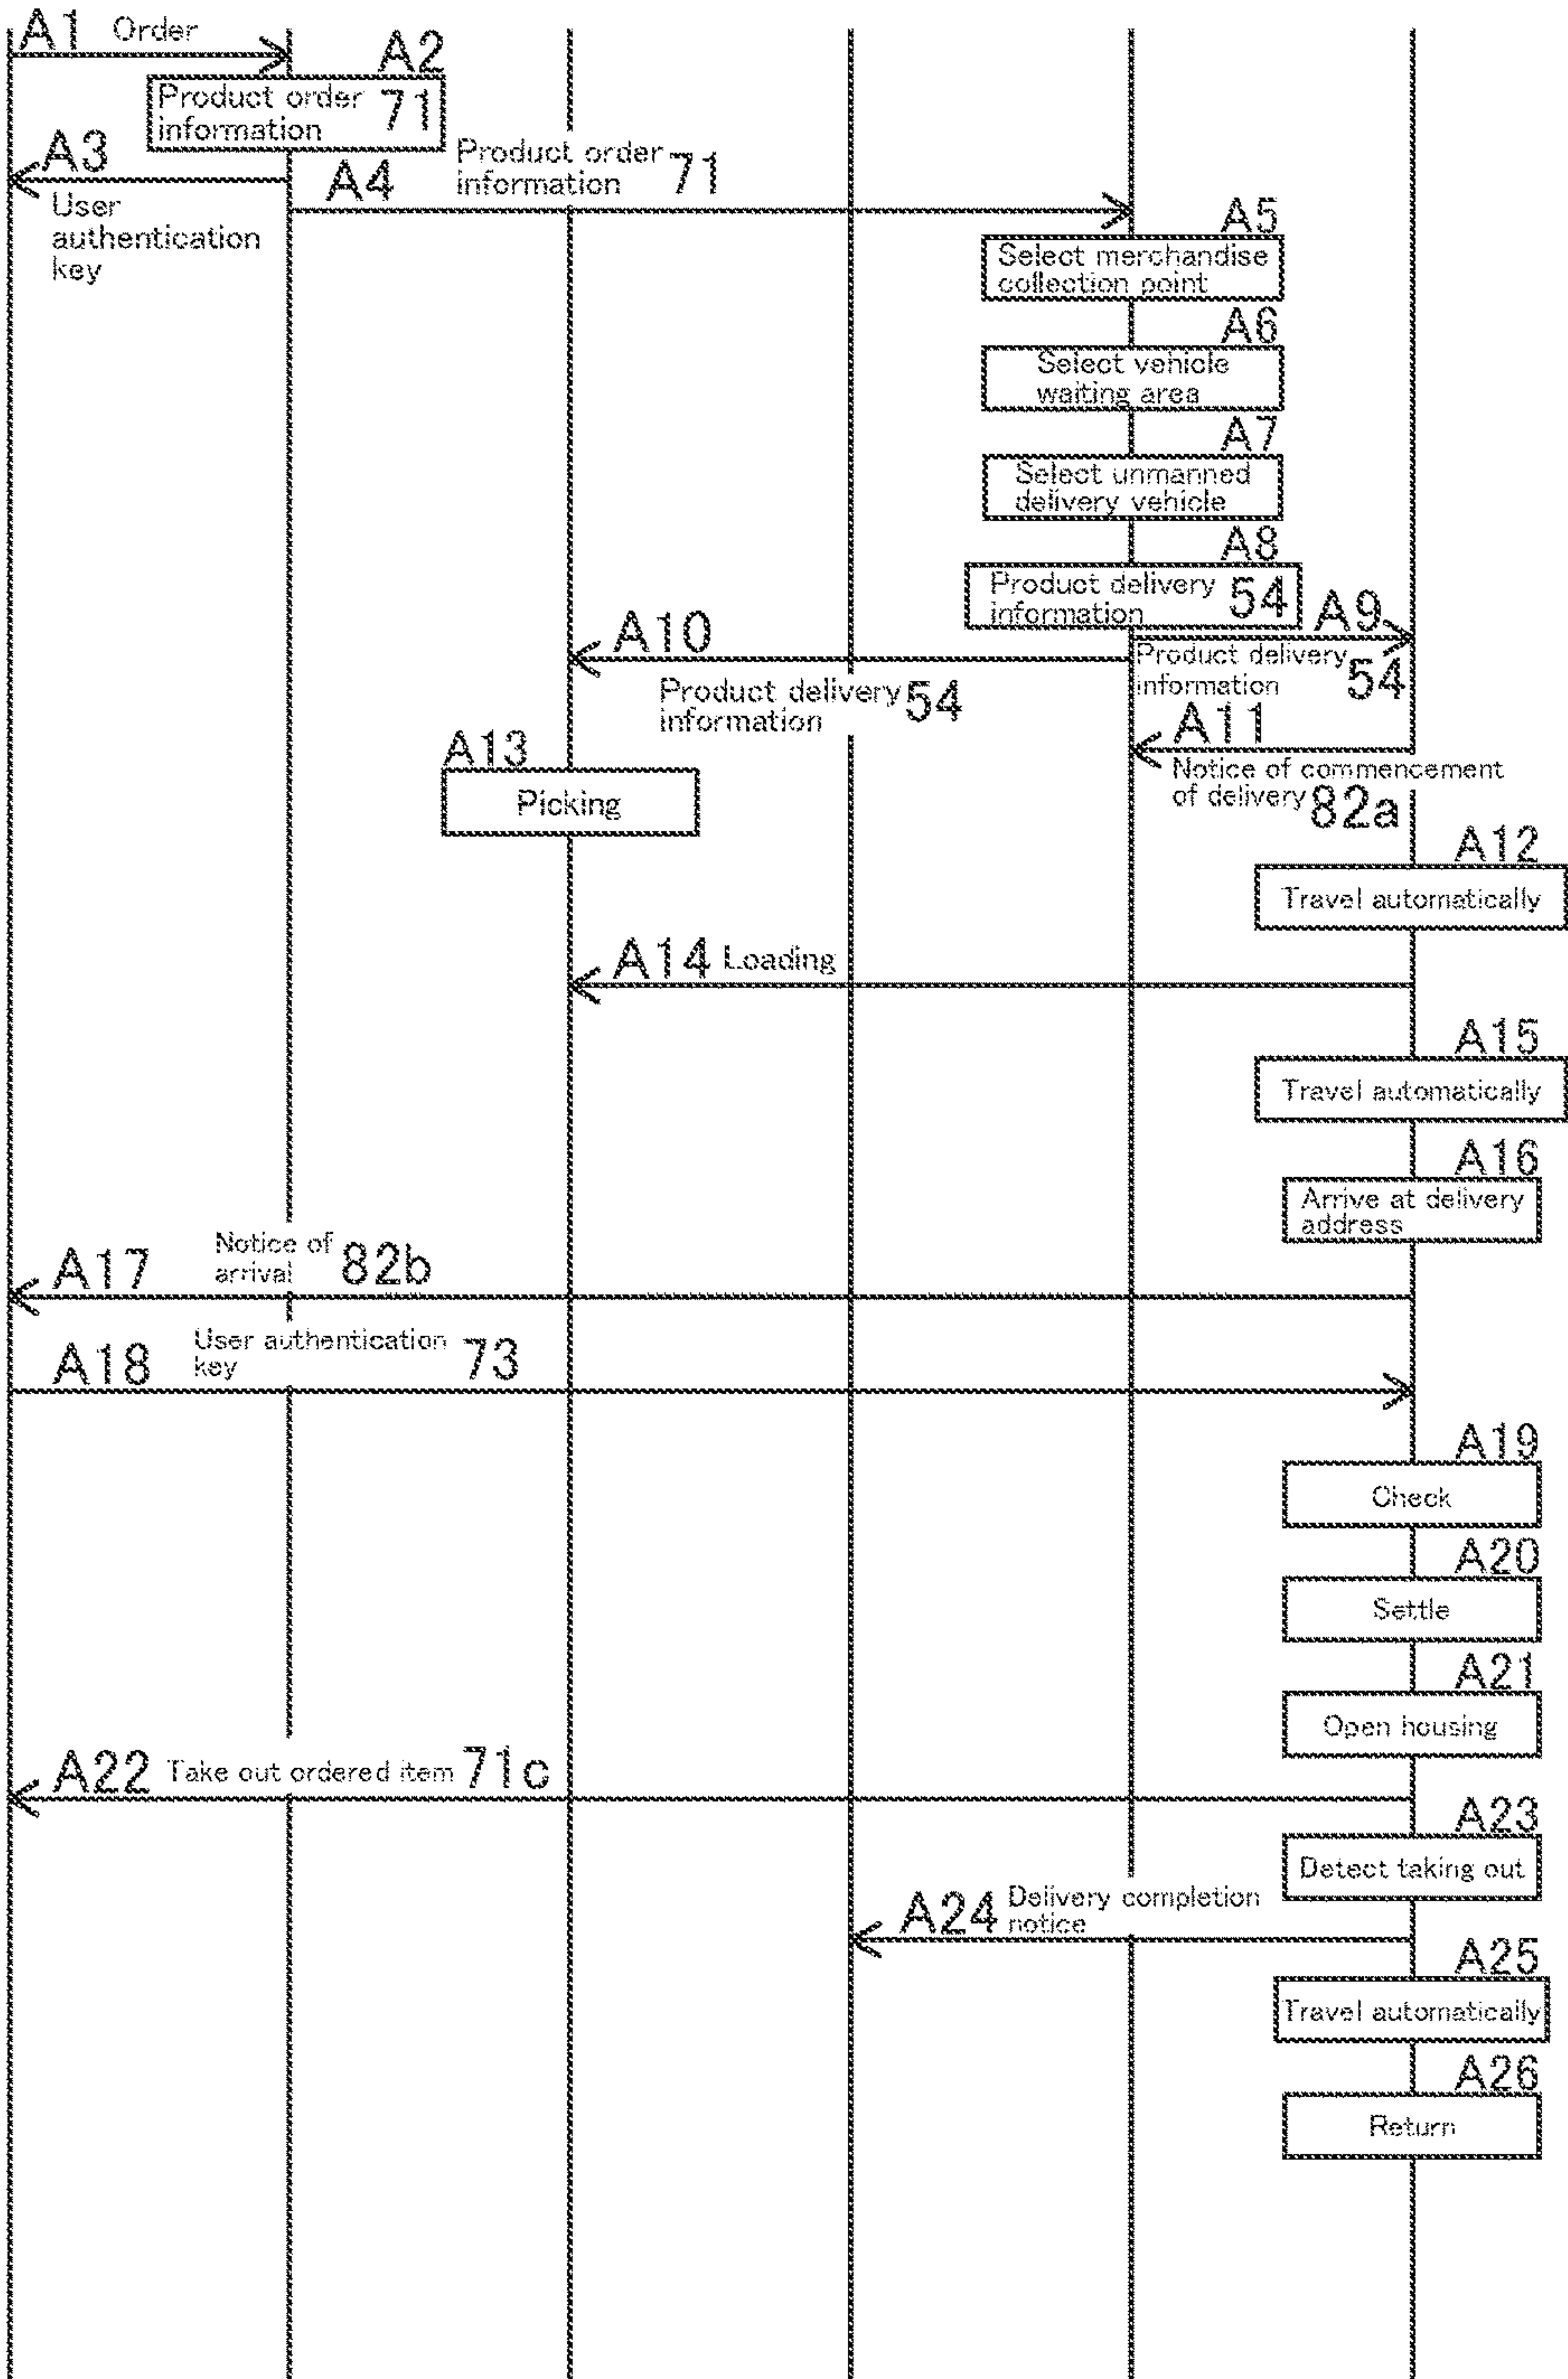 A1 Order
A2
Product order
information 71
A3
User
authentication
key
A4
Product order
information 71
A5
Select merchandise
collection point
A6
Select vehicle
waiting area
A7
Select unmanned
delivery vehicle
A8
Product delivery
information 54
A9
Product delivery
information 54
A10
Product delivery
information 54
A11
Notice of commencement
of delivery 82a
A13
Picking
A12
Travel automatically
A14 Loading
A15
Travel automatically
A16
Arrive at delivery
address
A17
Notice of
arrival 82b
A18
User authentication
key 73
A19
Check
A20
Settle
A21
Open housing
A22 Take out ordered item 71c
A23
Detect taking out
A24
Delivery completion
notice
A25
Travel automatically
A26
Return